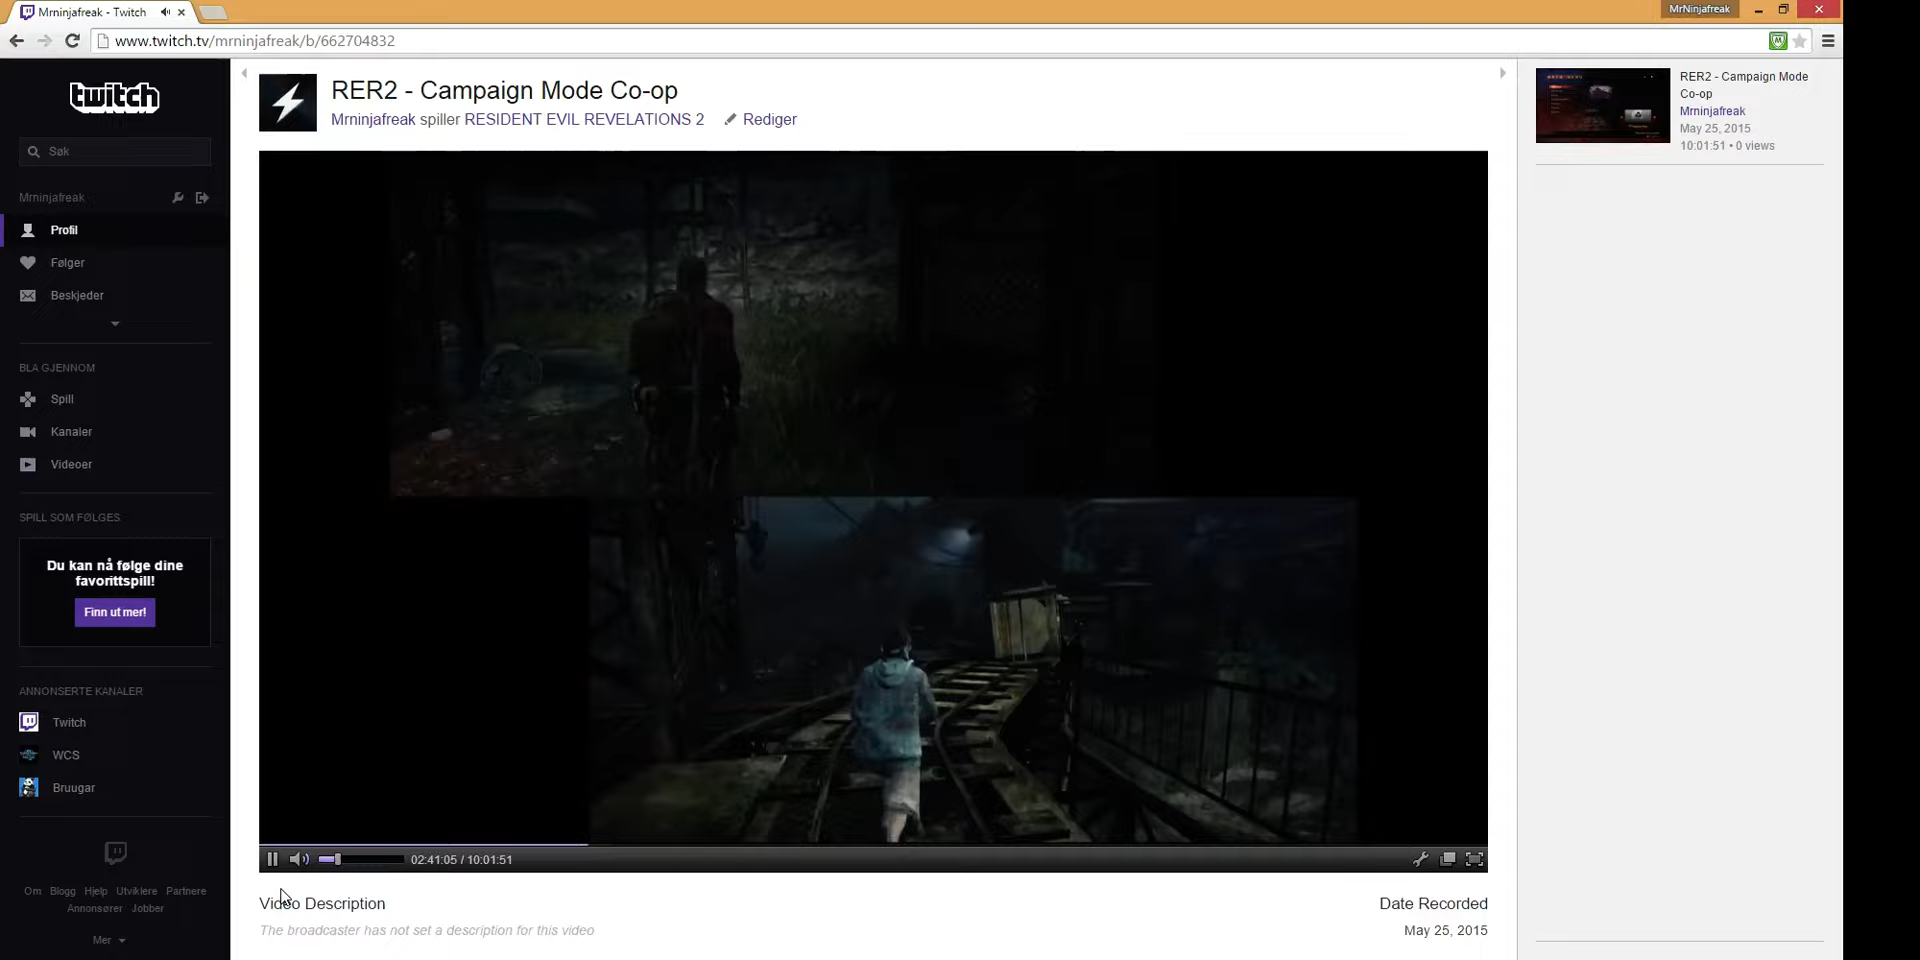 Mrninjafreak - Twitch
MrNinjafreak
www.twitch.tv/mrninjafreak/b/662704832
twitch
Søk
Mrninjafreak
Profil
Følger
Beskjeder
BLA GJENNOM
Spill
Kanaler
Videoer
SPILL SOM FØLGES
Du kan nå følge dine
favorittspill!
Finn ut mer!
ANNONSERTE KANALER
Twitch
WCS
Bruugar
Om Blogg Hjelp Utviklere Partnere
Annonsører Jobber
Mer
RER2 - Campaign Mode Co-op
Mrninjafreak spiller RESIDENT EVIL REVELATIONS 2 Rediger
02:41:05 / 10:01:51
Video Description
The broadcaster has not set a description for this video
Date Recorded
May 25, 2015
RER2 - Campaign Mode
Co-op
Mrninjafreak
May 25, 2015
10:01:51 • 0 views